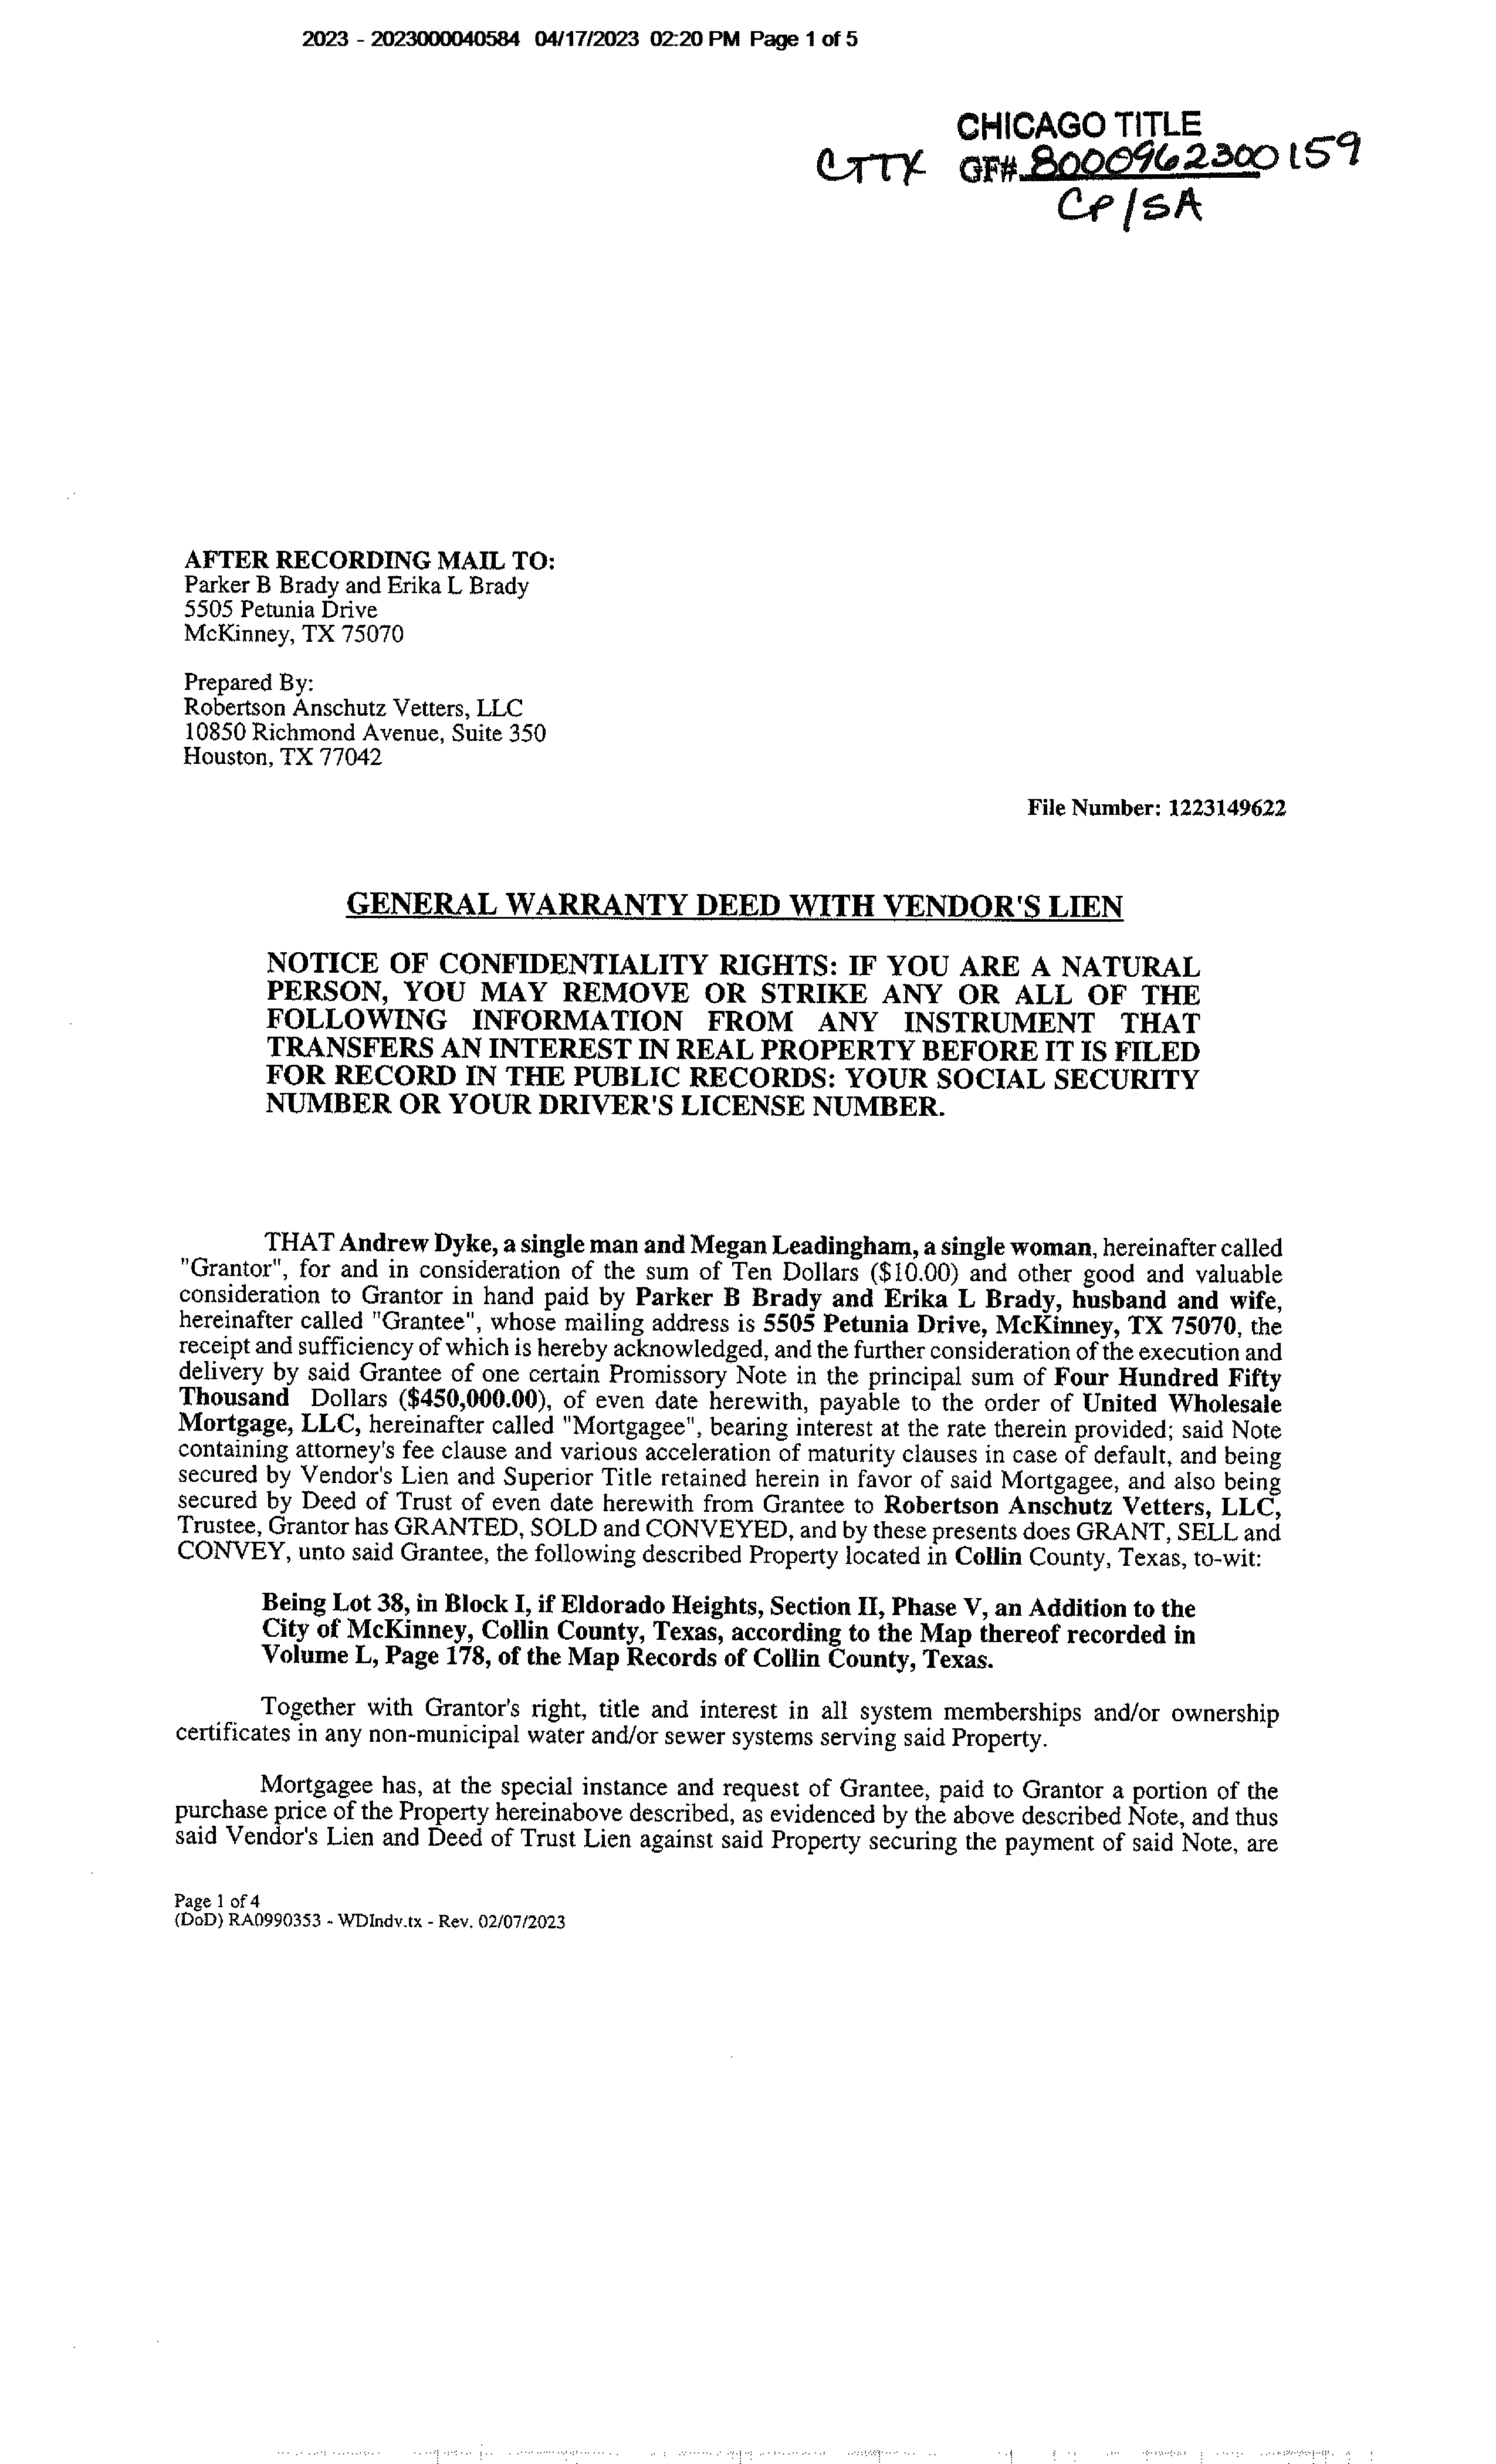 2023 - 2023000040584 04/17/2023 02:20 PM Page 1 of 5
CHICAGO TITLE
CTTX GF# 8000962300159
CP/SA
AFTER RECORDING MAIL TO:
Parker B Brady and Erika L Brady
5505 Petunia Drive
McKinney, TX 75070
Prepared By:
Robertson Anschutz Vetters, LLC
10850 Richmond Avenue, Suite 350
Houston, TX 77042
File Number: 1223149622
GENERAL WARRANTY DEED WITH VENDOR'S LIEN
NOTICE OF CONFIDENTIALITY RIGHTS: IF YOU ARE A NATURAL
PERSON, YOU MAY REMOVE OR STRIKE ANY OR ALL OF THE
FOLLOWING INFORMATION FROM ANY INSTRUMENT THAT
TRANSFERS AN INTEREST IN REAL PROPERTY BEFORE IT IS FILED
FOR RECORD IN THE PUBLIC RECORDS: YOUR SOCIAL SECURITY
NUMBER OR YOUR DRIVER'S LICENSE NUMBER.
THAT Andrew Dyke, a single man and Megan Leadingham, a single woman, hereinafter called
"Grantor", for and in consideration of the sum of Ten Dollars ($10.00) and other good and valuable
consideration to Grantor in hand paid by Parker B Brady and Erika L Brady, husband and wife,
hereinafter called "Grantee", whose mailing address is 5505 Petunia Drive, McKinney, TX 75070, the
receipt and sufficiency of which is hereby acknowledged, and the further consideration of the execution and
delivery by said Grantee of one certain Promissory Note in the principal sum of Four Hundred Fifty
Thousand Dollars ($450,000.00), of even date herewith, payable to the order of United Wholesale
Mortgage, LLC, hereinafter called "Mortgagee", bearing interest at the rate therein provided; said Note
containing attorney's fee clause and various acceleration of maturity clauses in case of default, and being
secured by Vendor's Lien and Superior Title retained herein in favor of said Mortgagee, and also being
secured by Deed of Trust of even date herewith from Grantee to Robertson Anschutz Vetters, LLC,
Trustee, Grantor has GRANTED, SOLD and CONVEYED, and by these presents does GRANT, SELL and
CONVEY, unto said Grantee, the following described Property located in Collin County, Texas, to-wit:
Being Lot 38, in Block I, if Eldorado Heights, Section II, Phase V, an Addition to the
City of McKinney, Collin County, Texas, according to the Map thereof recorded in
Volume L, Page 178, of the Map Records of Collin County, Texas.
Together with Grantor's right, title and interest in all system memberships and/or ownership
certificates in any non-municipal water and/or sewer systems serving said Property.
Mortgagee has, at the special instance and request of Grantee, paid to Grantor a portion of the
purchase price of the Property hereinabove described, as evidenced by the above described Note, and thus
said Vendor's Lien and Deed of Trust Lien against said Property securing the payment of said Note, are
Page 1 of 4
(DoD) RA0990353 - WDIndv.tx - Rev. 02/07/2023